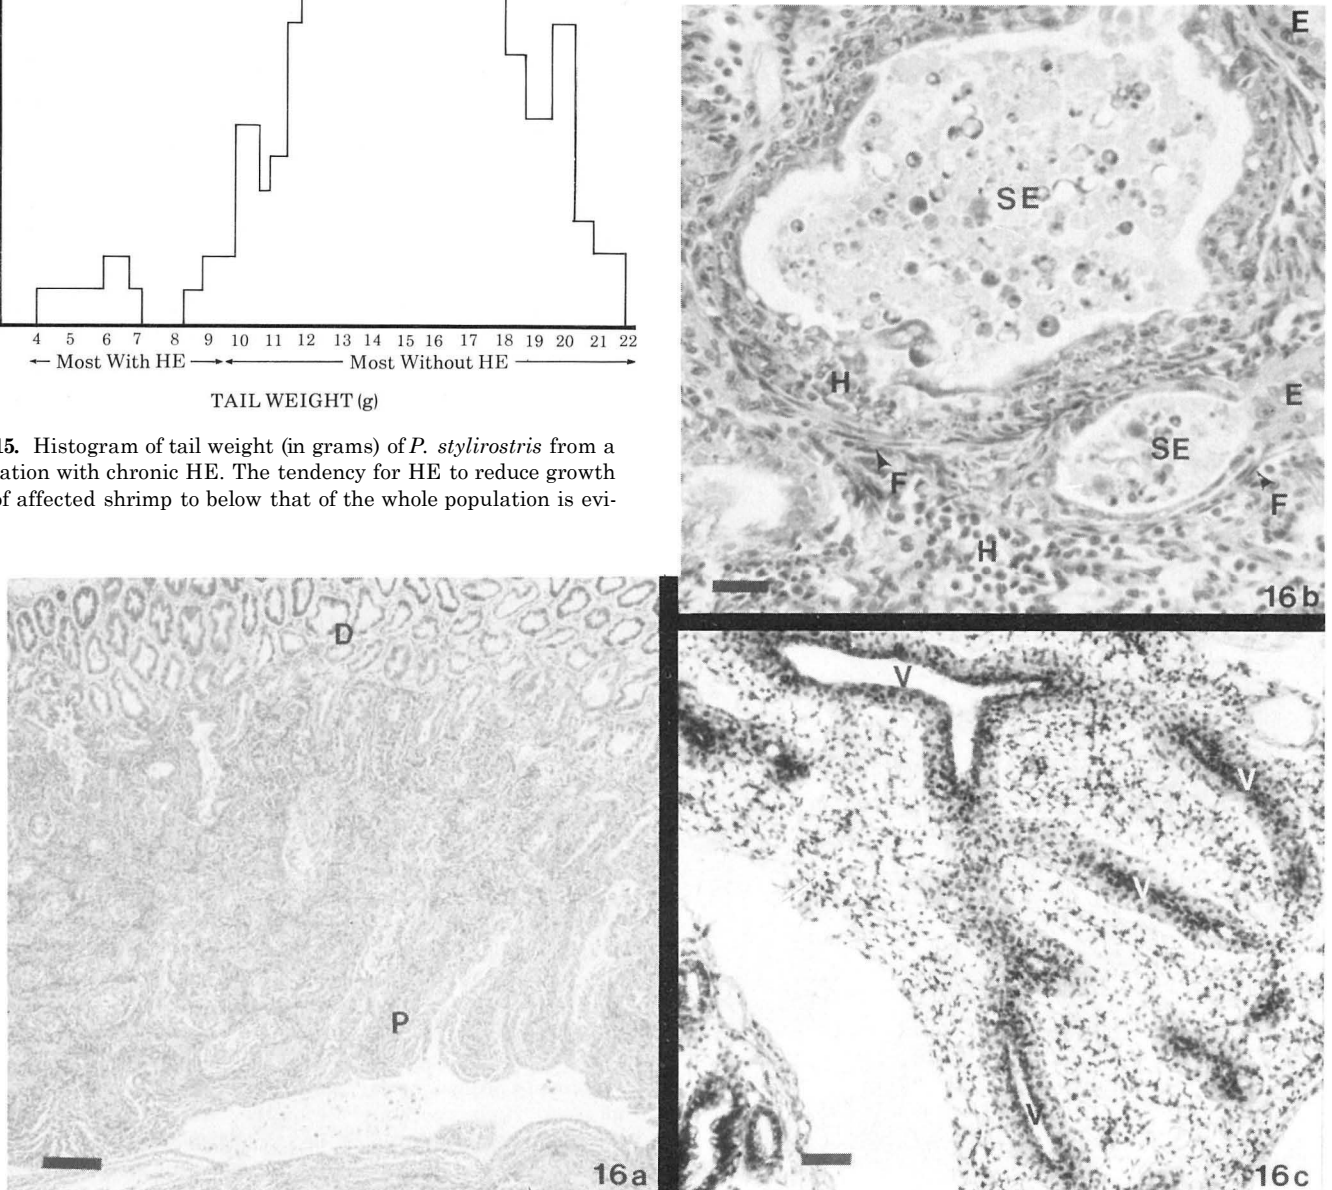 4 5 6 7 8 9 10 11 12 13 14 15 16 17 18 19 20 21 22
Most With HE Most Without HE
TAIL WEIGHT (g)
15. Histogram of tail weight (in grams) of P. stylirostris from a
ation with chronic HE. The tendency for HE to reduce growth
of affected shrimp to below that of the whole population is evi-
E
SE
H
E
SE
F
F
H
16b
D
P
16a
V
V
V
V
16c